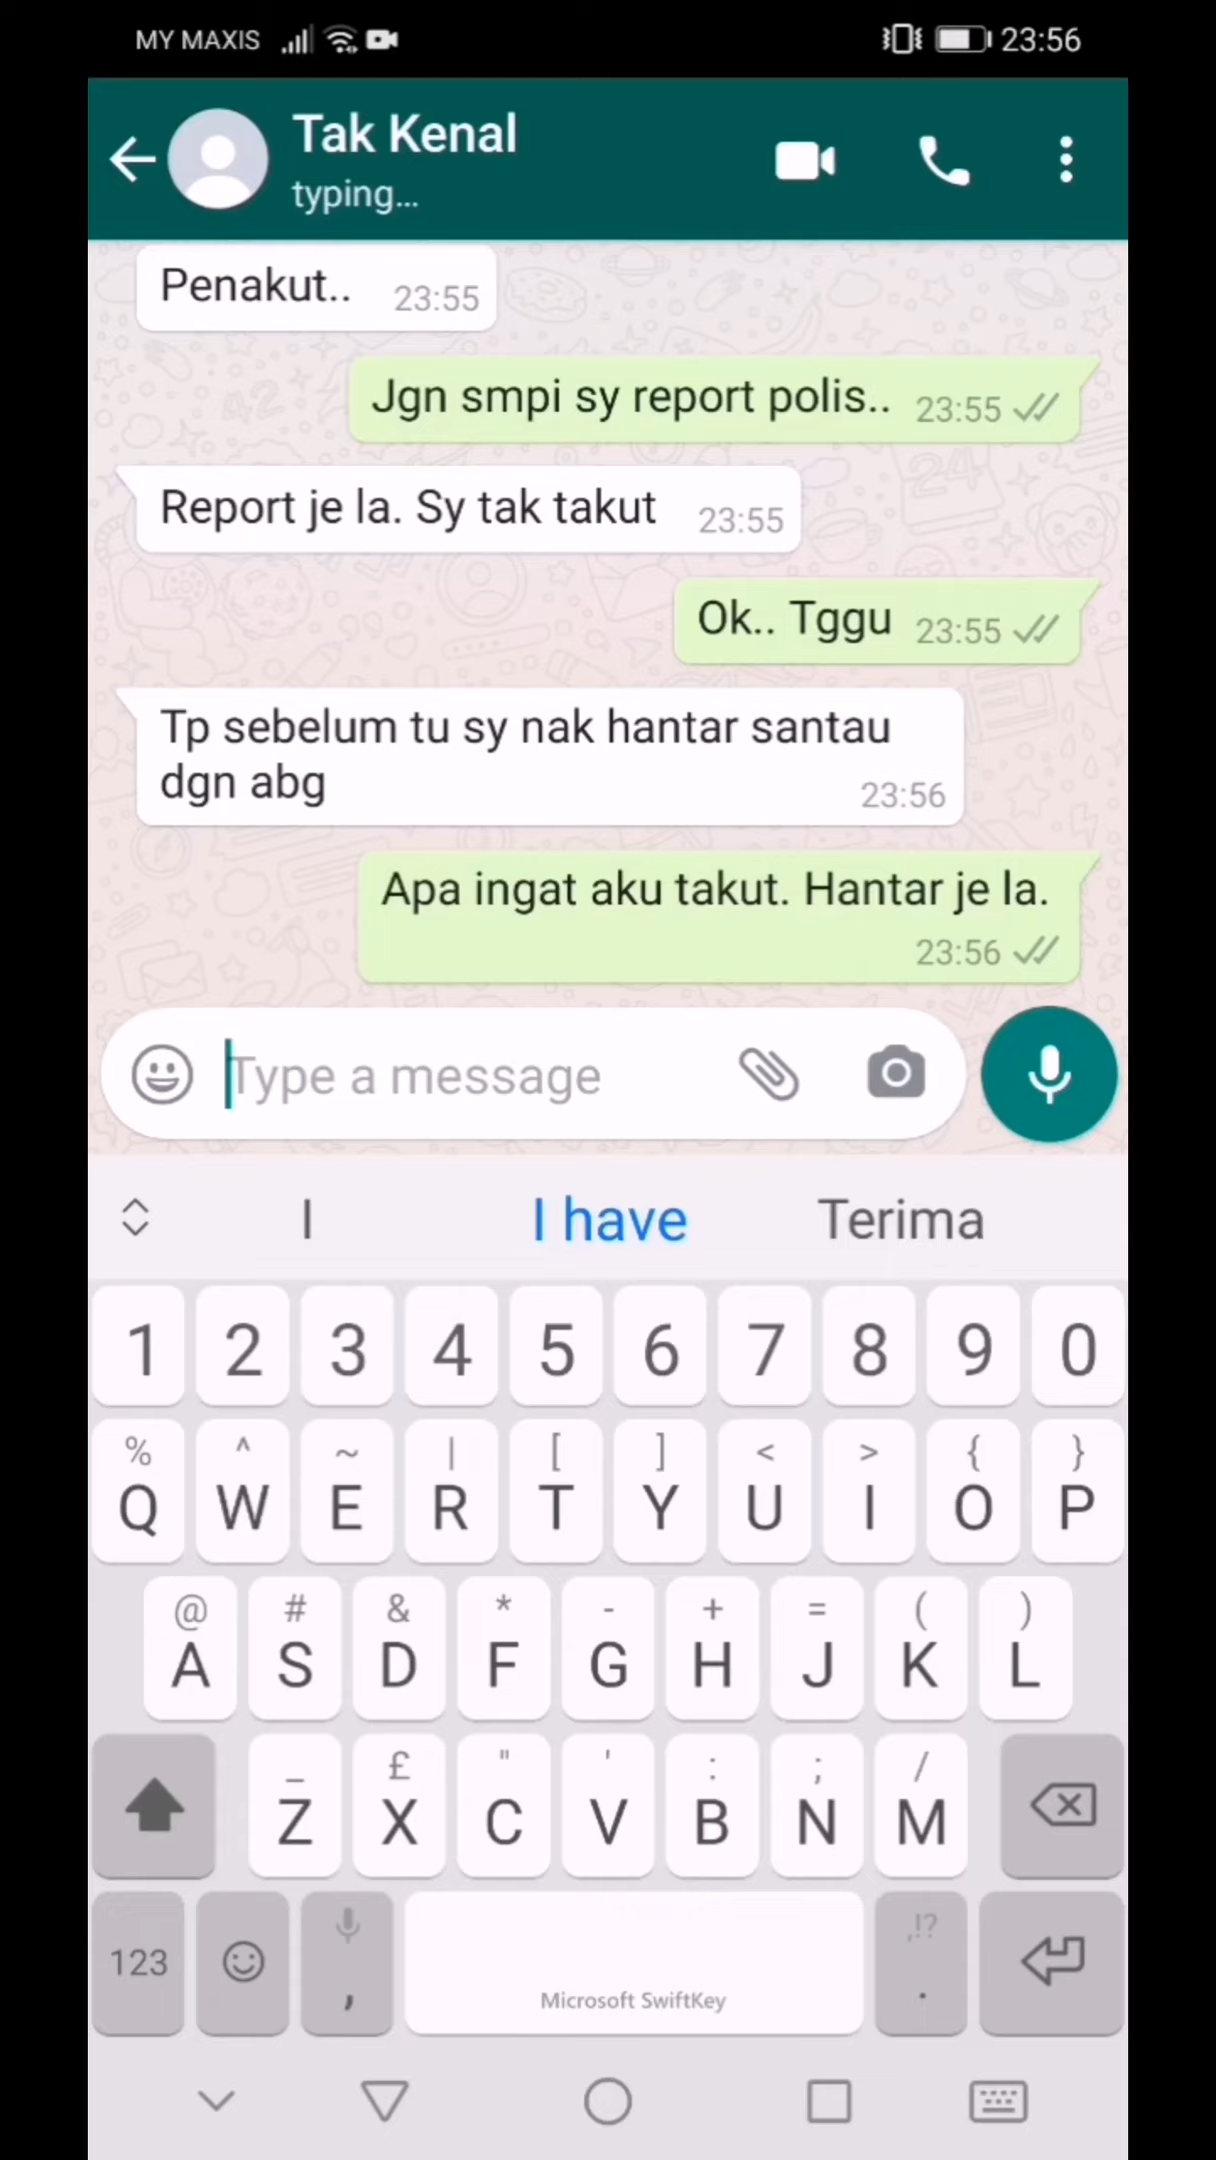 MY MAXIS 23:56
Tak Kenal
typing...
Penakut.. 23:55
Jgn smpi sy report polis.. 23:55
Report je la. Sy tak takut 23:55
Ok.. Tggu 23:55
Tp sebelum tu sy nak hantar santau
dgn abg 23:56
Apa ingat aku takut. Hantar je la.
23:56
Type a message
I I have Terima
1 2 3 4 5 6 7 8 9 0
% ^ ~ | [ ] < > { }
Q W E R T Y U I O P
@ # & * - + = ( )
A S D F G H J K L
_ £ " ' : ; /
Z X C V B N M
,!?
123 , .
Microsoft SwiftKey